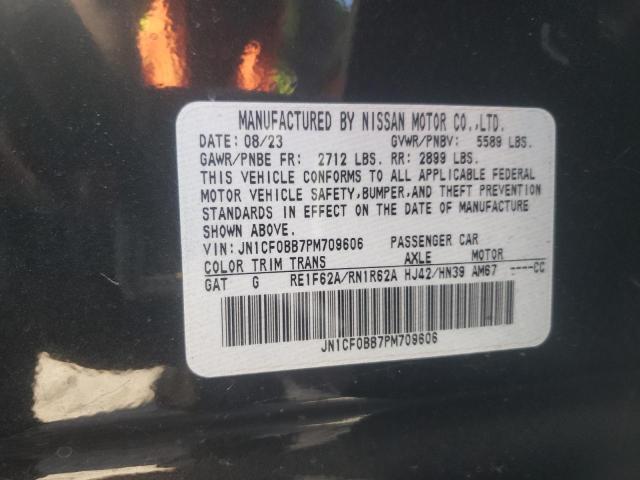 MANUFACTURED BY NISSAN MOTOR CO.,LTD.
DATE: 08/23 GVWR/PNBV: 5589 LBS.
GAWR/PNBE FR: 2712 LBS. RR: 2899 LBS.
THIS VEHICLE CONFORMS TO ALL APPLICABLE FEDERAL
MOTOR VEHICLE SAFETY,BUMPER,AND THEFT PREVENTION
STANDARDS IN EFFECT ON THE DATE OF MANUFACTURE
SHOWN ABOVE.
VIN: JN1CF0BB7PM709606 PASSENGER CAR
COLOR TRIM TRANS AXLE MOTOR
GAT G RE1F62A/RN1R62A HJ42/HN39 AM67 ----CC
JN1CF0BB7PM709606